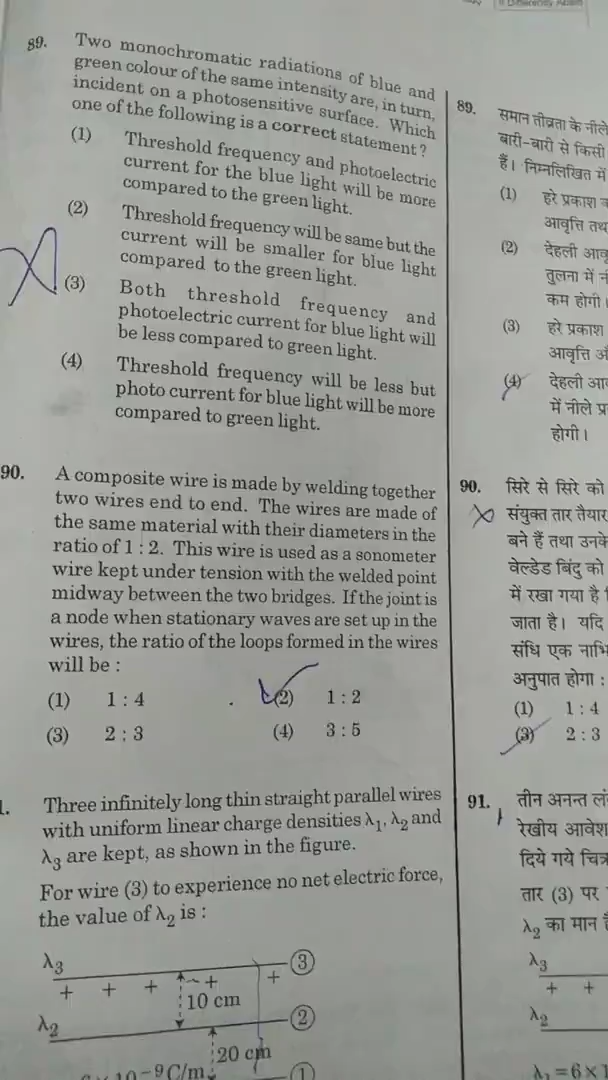 89. Two monochromatic radiations of blue and
green colour of the same intensity are, in turn,
incident on a photosensitive surface. Which
one of the following is a correct statement?
(1) Threshold frequency and photoelectric
current for the blue light will be more
compared to the green light.
(2) Threshold frequency will be same but the
current will be smaller for blue light
compared to the green light.
(3) Both threshold frequency and
photoelectric current for blue light will
be less compared to green light.
(4) Threshold frequency will be less but
photo current for blue light will be more
compared to green light.
90. A composite wire is made by welding together
two wires end to end. The wires are made of
the same material with their diameters in the
ratio of 1 : 2. This wire is used as a sonometer
wire kept under tension with the welded point
midway between the two bridges. If the joint is
a node when stationary waves are set up in the
wires, the ratio of the loops formed in the wires
will be :
(1) 1 : 4 (2) 1 : 2
(3) 2 : 3 (4) 3 : 5
Three infinitely long thin straight parallel wires
with uniform linear charge densities λ₁, λ₂ and
λ₃ are kept, as shown in the figure.
For wire (3) to experience no net electric force,
the value of λ₂ is :
λ₃ ③
+ + + + +
10 cm
λ₂ ②
20 cm
10⁻⁹C/m ①
89. समान तीव्रता के नीले
बारी-बारी से किसी
हैं। निम्नलिखित में
(1) हरे प्रकाश
आवृत्ति तथ
(2) देहली आवृ
तुलना में
कम होगी।
(3) हरे प्रकाश
आवृत्ति
(4) देहली
में नीले प्र
होगी।
90. सिरे से सिरे को
संयुक्त तार तैयार
बने हैं तथा उनके
वेल्डेड बिंदु को
में रखा गया है
जाता है। यदि
संधि एक
अनुपात होगा :
(1) 1 : 4
(3) 2 : 3
91. तीन अनन्त
रेखीय आवेश
दिये गये चित्र
तार (3) पर
λ₂ का मान
λ₃
+ +
λ₂
λ₁ = 6 ×